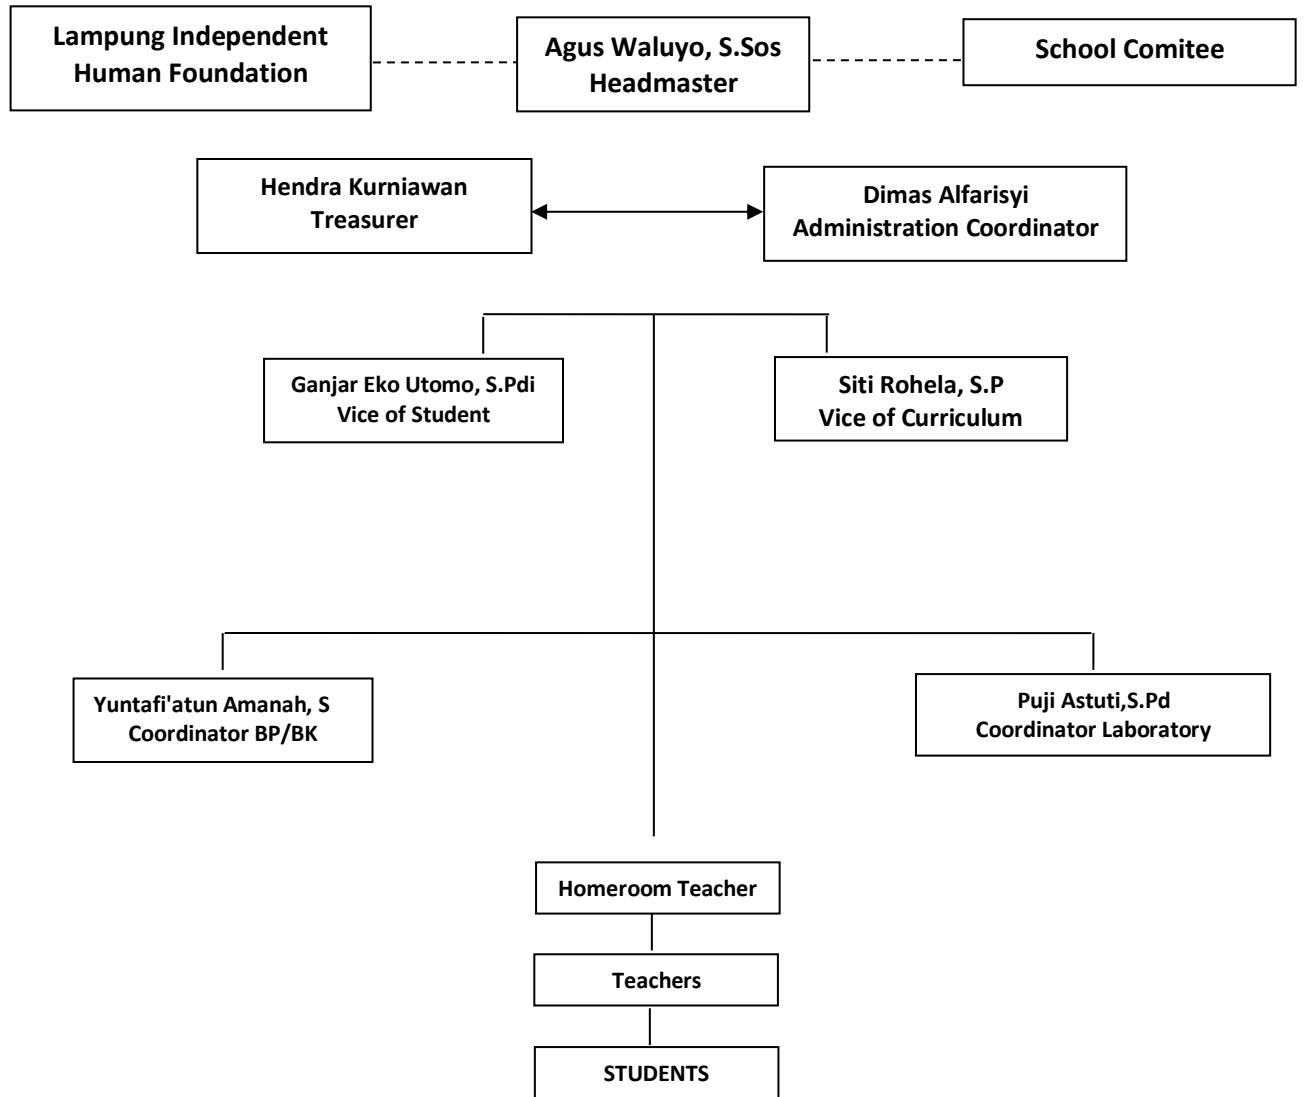 Lampung Independent
Human Foundation
Agus Waluyo, S.Sos
Headmaster
School Comitee
Hendra Kurniawan
Treasurer
Dimas Alfarisyi
Administration Coordinator
Ganjar Eko Utomo, S.Pdi
Vice of Student
Siti Rohela, S.P
Vice of Curriculum
Yuntafi'atun Amanah, S
Coordinator BP/BK
Puji Astuti,S.Pd
Coordinator Laboratory
Homeroom Teacher
Teachers
STUDENTS